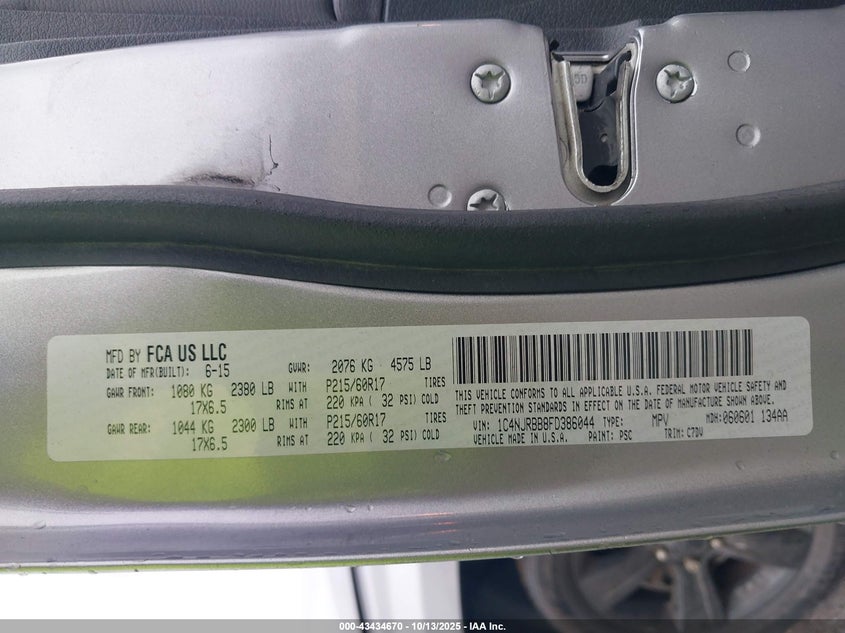 5D
MFD BY FCA US LLC
DATE OF MFR(BUILT): 6-15 GVWR: 2076 KG 4575 LB
GAWR FRONT: 1080 KG 2380 LB WITH P215/60R17 TIRES
17X6.5 RIMS AT 220 KPA ( 32 PSI) COLD
GAWR REAR: 1044 KG 2300 LB WITH P215/60R17 TIRES
17X6.5 RIMS AT 220 KPA ( 32 PSI) COLD
THIS VEHICLE CONFORMS TO ALL APPLICABLE U.S.A. FEDERAL MOTOR VEHICLE SAFETY AND
THEFT PREVENTION STANDARDS IN EFFECT ON THE DATE OF MANUFACTURE SHOWN ABOVE.
VIN: 1C4NJRBB8FD386044 TYPE: MPV MDH:060601 134AA
VEHICLE MADE IN U.S.A. PAINT: PSC TRIM: C7DV
000-43434670 - 10/13/2025 - IAA Inc.